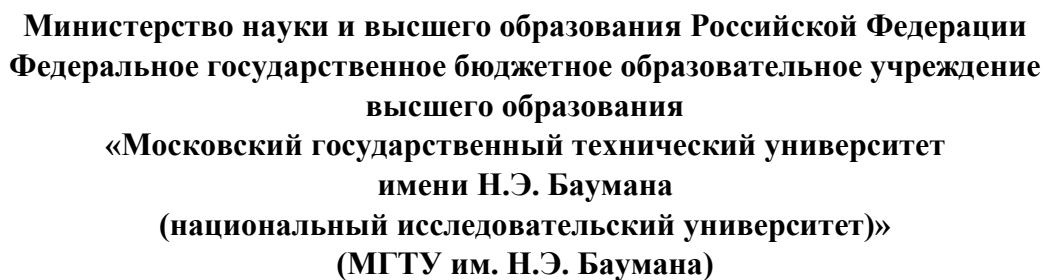 Министерство науки и высшего образования Российской Федерации
Федеральное государственное бюджетное образовательное учреждение
высшего образования
«Московский государственный технический университет
имени Н.Э. Баумана
(национальный исследовательский университет)»
(МГТУ им. Н.Э. Баумана)